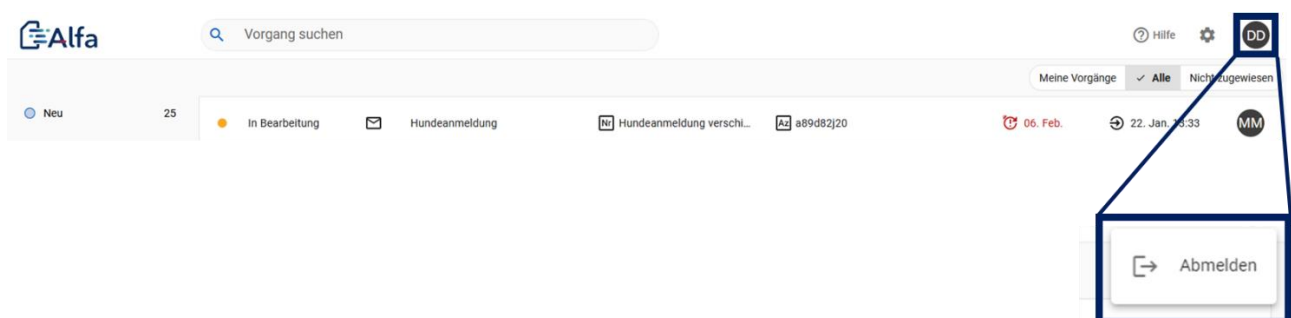 Alfa
Vorgang suchen
Hilfe
DD
Meine Vorgänge Alle Nicht zugewiesen
Neu 25
In Bearbeitung Hundeanmeldung Nr Hundeanmeldung verschi... Az a89d82j20 06. Feb. 22. Jan. 13:33 MM
Abmelden